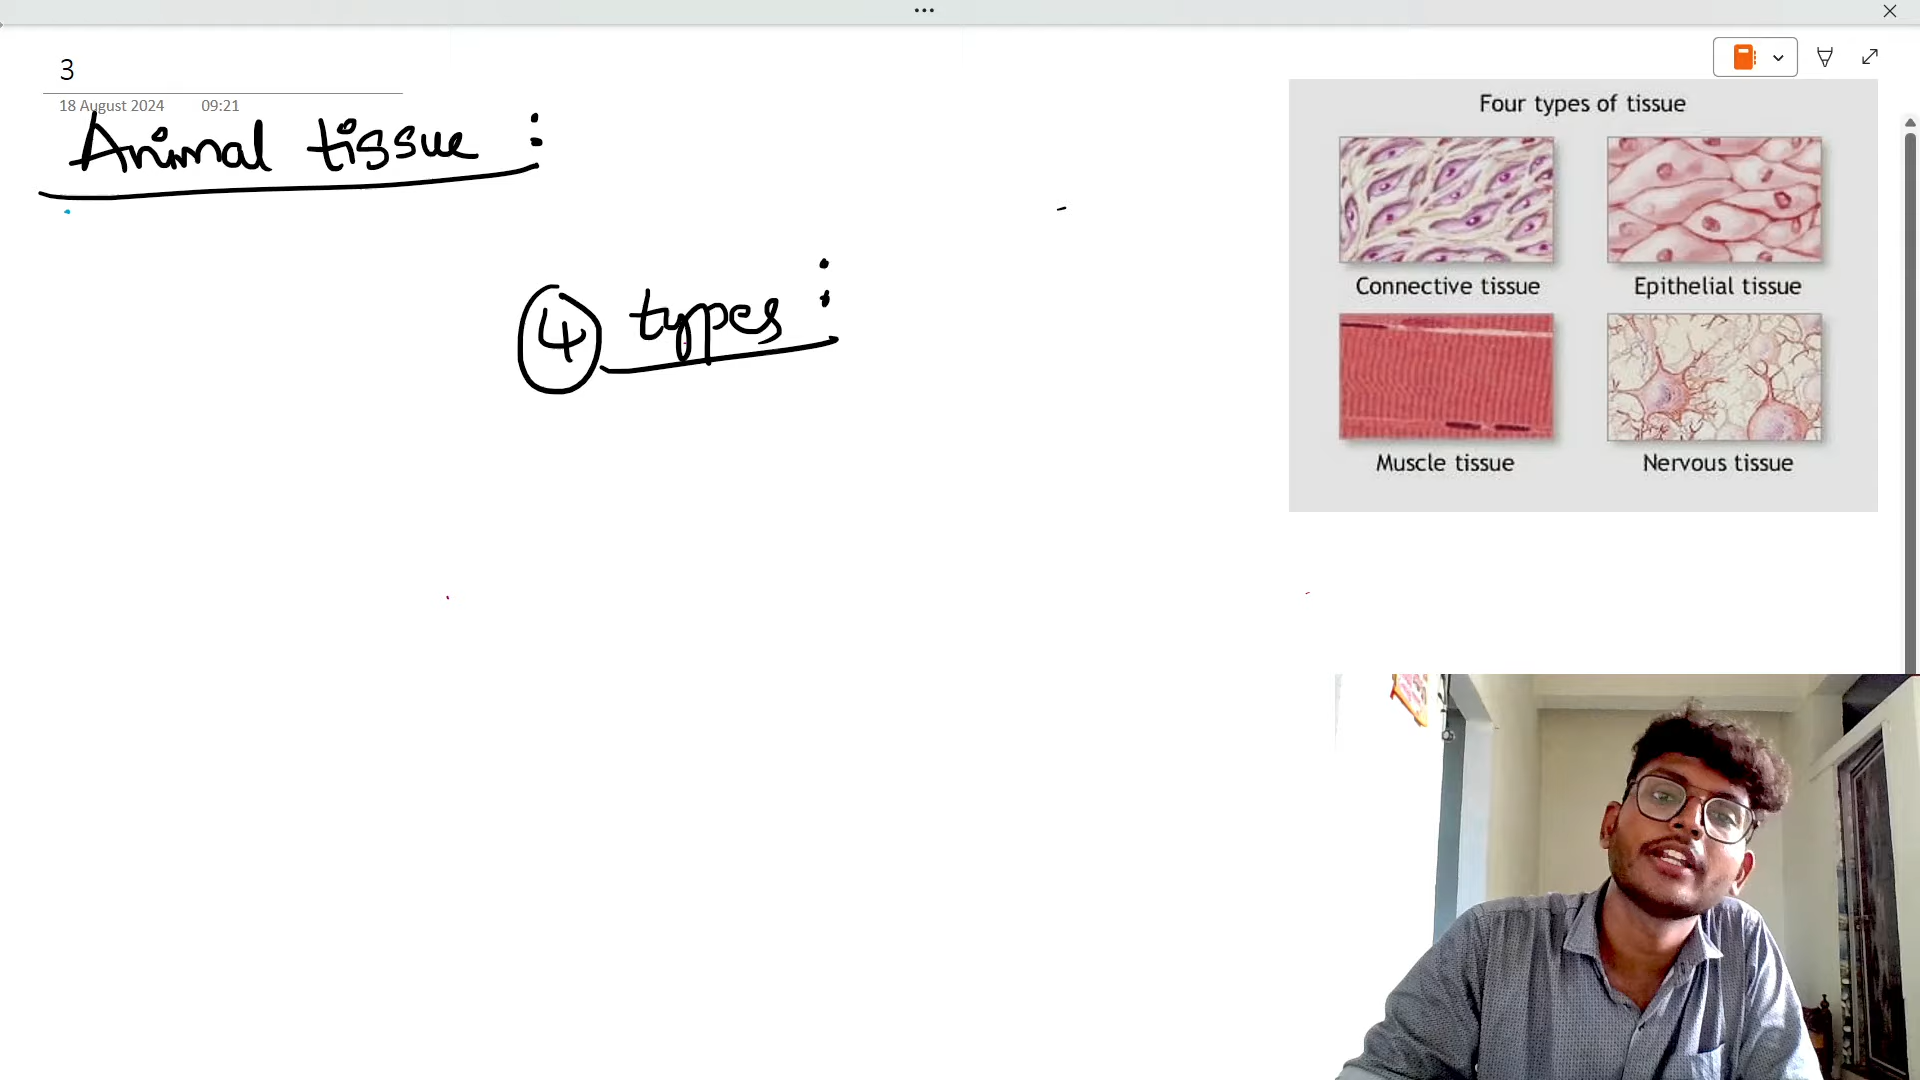 3
18 August 2024 09:21
Animal tissue :
④ types :
Four types of tissue
Connective tissue Epithelial tissue
Muscle tissue Nervous tissue